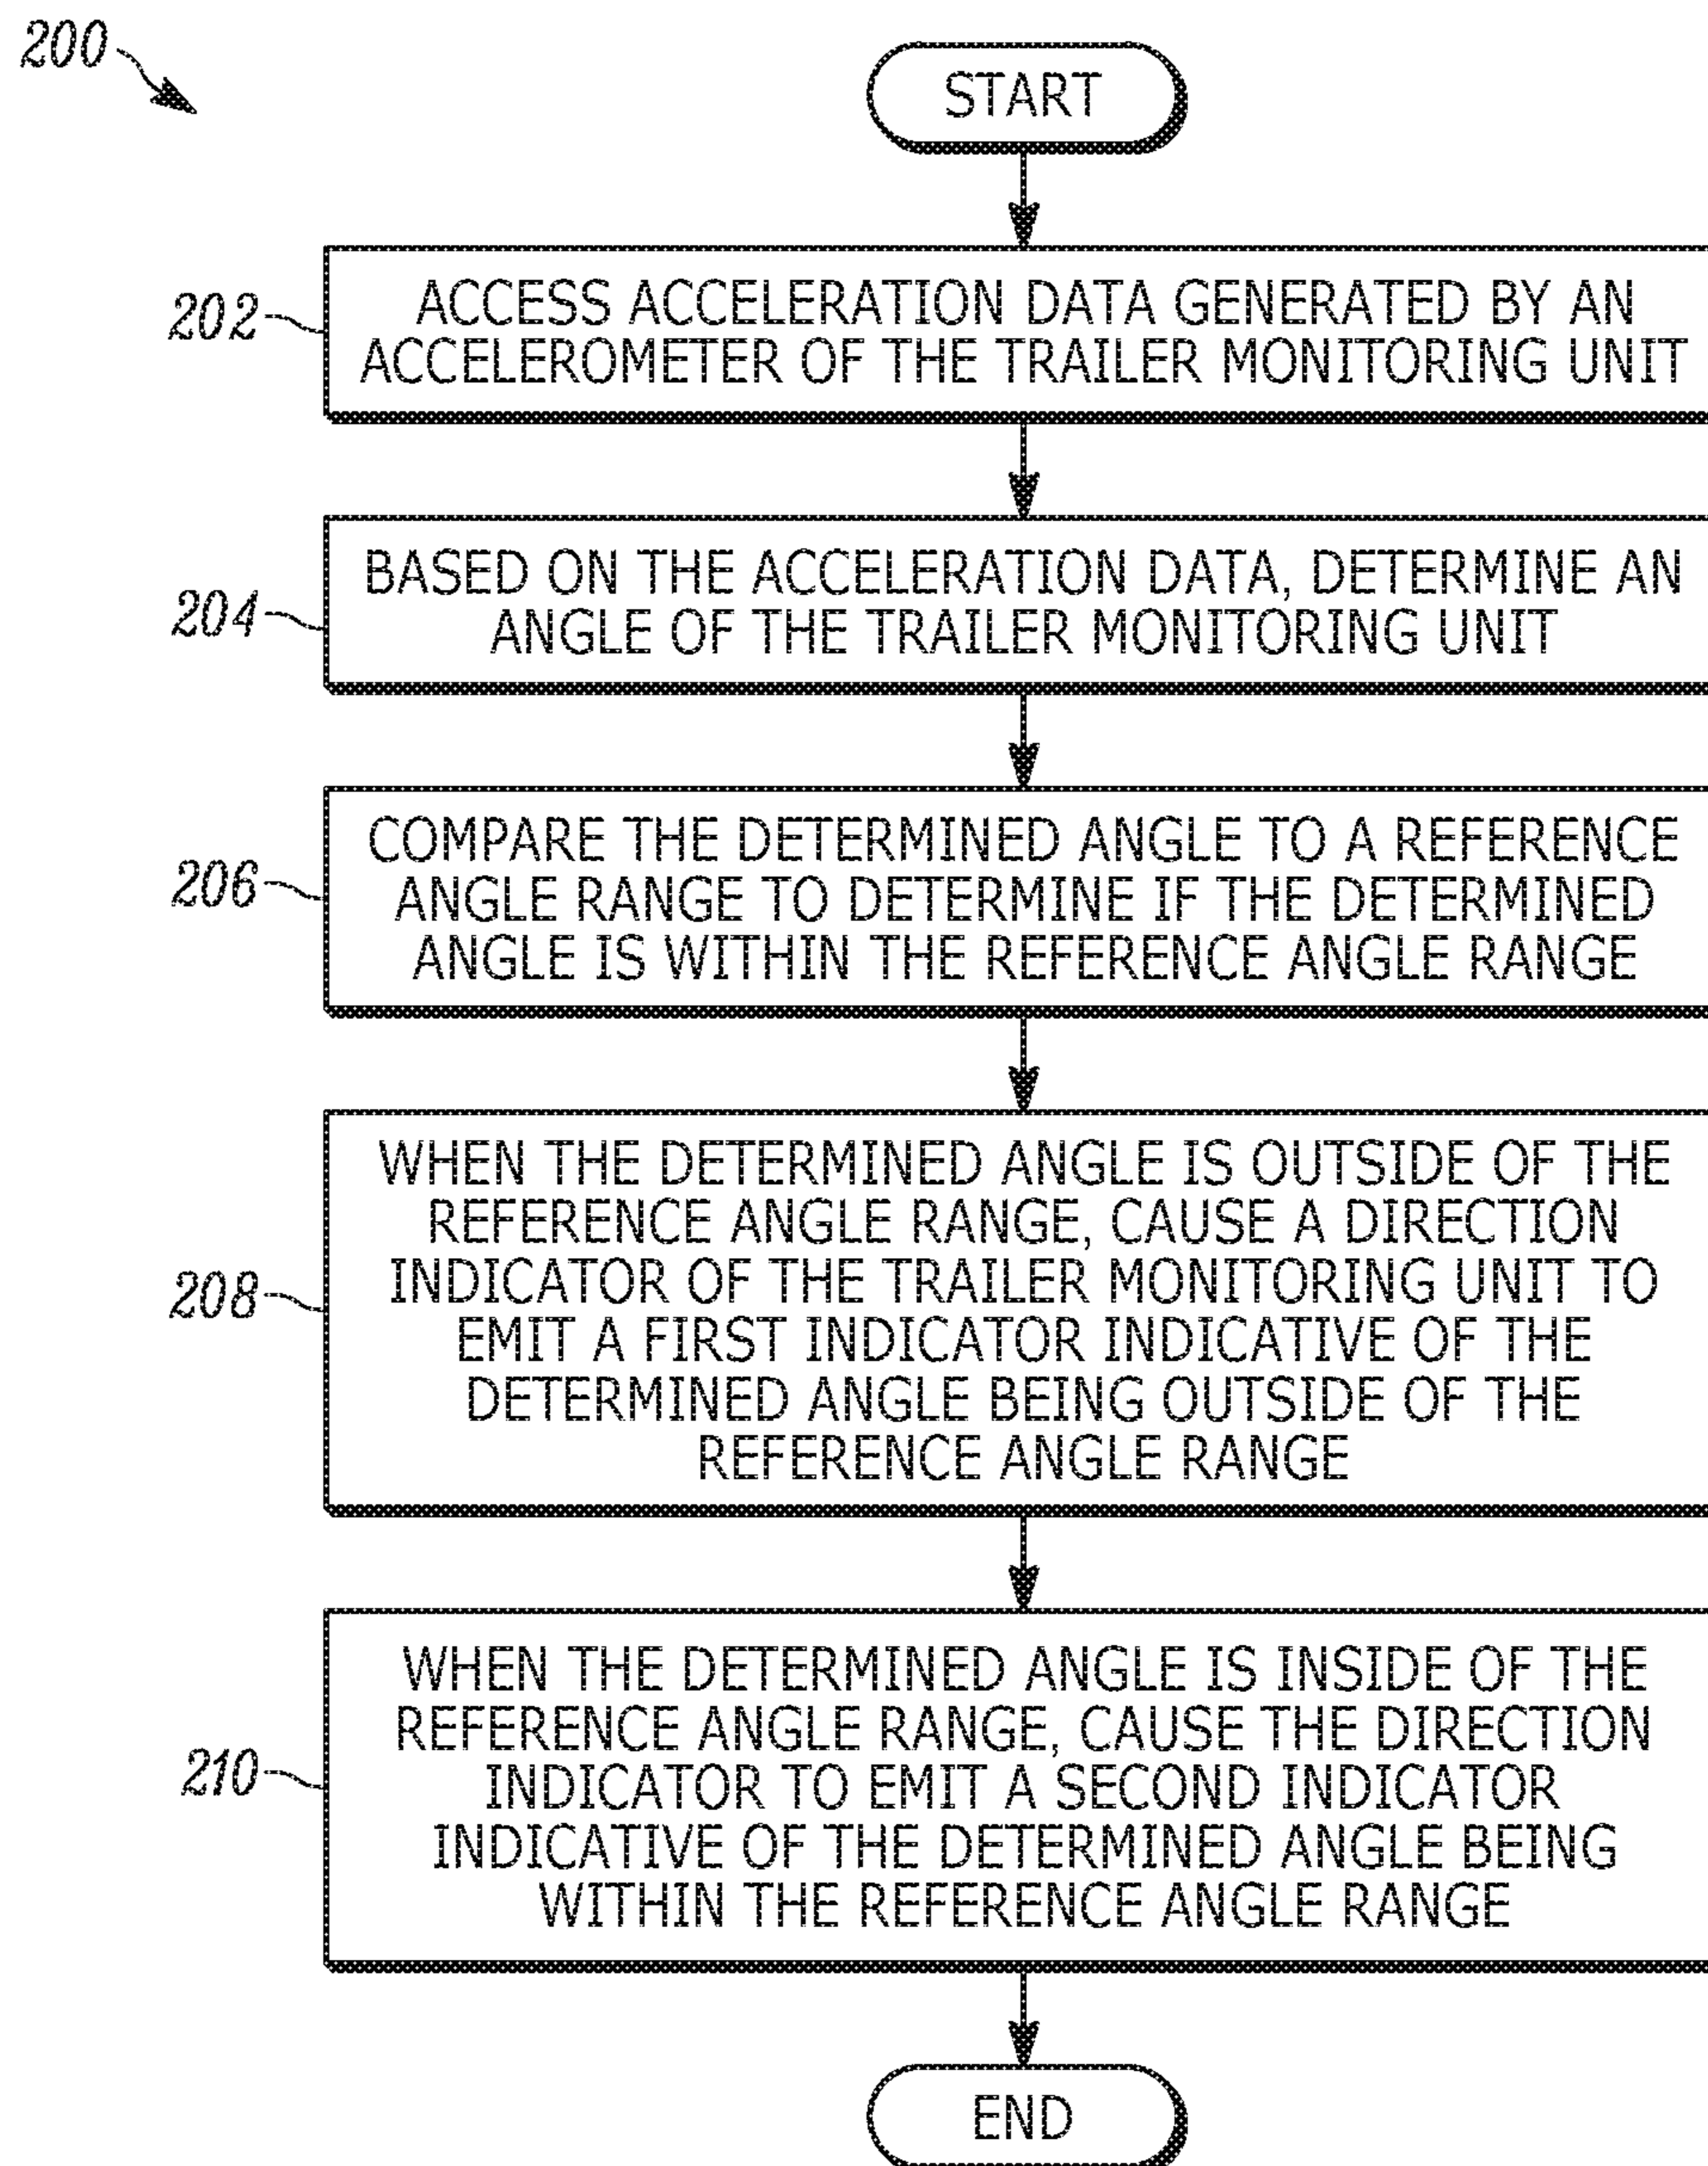 200
START
202
ACCESS ACCELERATION DATA GENERATED BY AN
ACCELEROMETER OF THE TRAILER MONITORING UNIT
204
BASED ON THE ACCELERATION DATA, DETERMINE AN
ANGLE OF THE TRAILER MONITORING UNIT
206
COMPARE THE DETERMINED ANGLE TO A REFERENCE
ANGLE RANGE TO DETERMINE IF THE DETERMINED
ANGLE IS WITHIN THE REFERENCE ANGLE RANGE
208
WHEN THE DETERMINED ANGLE IS OUTSIDE OF THE
REFERENCE ANGLE RANGE, CAUSE A DIRECTION
INDICATOR OF THE TRAILER MONITORING UNIT TO
EMIT A FIRST INDICATOR INDICATIVE OF THE
DETERMINED ANGLE BEING OUTSIDE OF THE
REFERENCE ANGLE RANGE
210
WHEN THE DETERMINED ANGLE IS INSIDE OF THE
REFERENCE ANGLE RANGE, CAUSE THE DIRECTION
INDICATOR TO EMIT A SECOND INDICATOR
INDICATIVE OF THE DETERMINED ANGLE BEING
WITHIN THE REFERENCE ANGLE RANGE
END